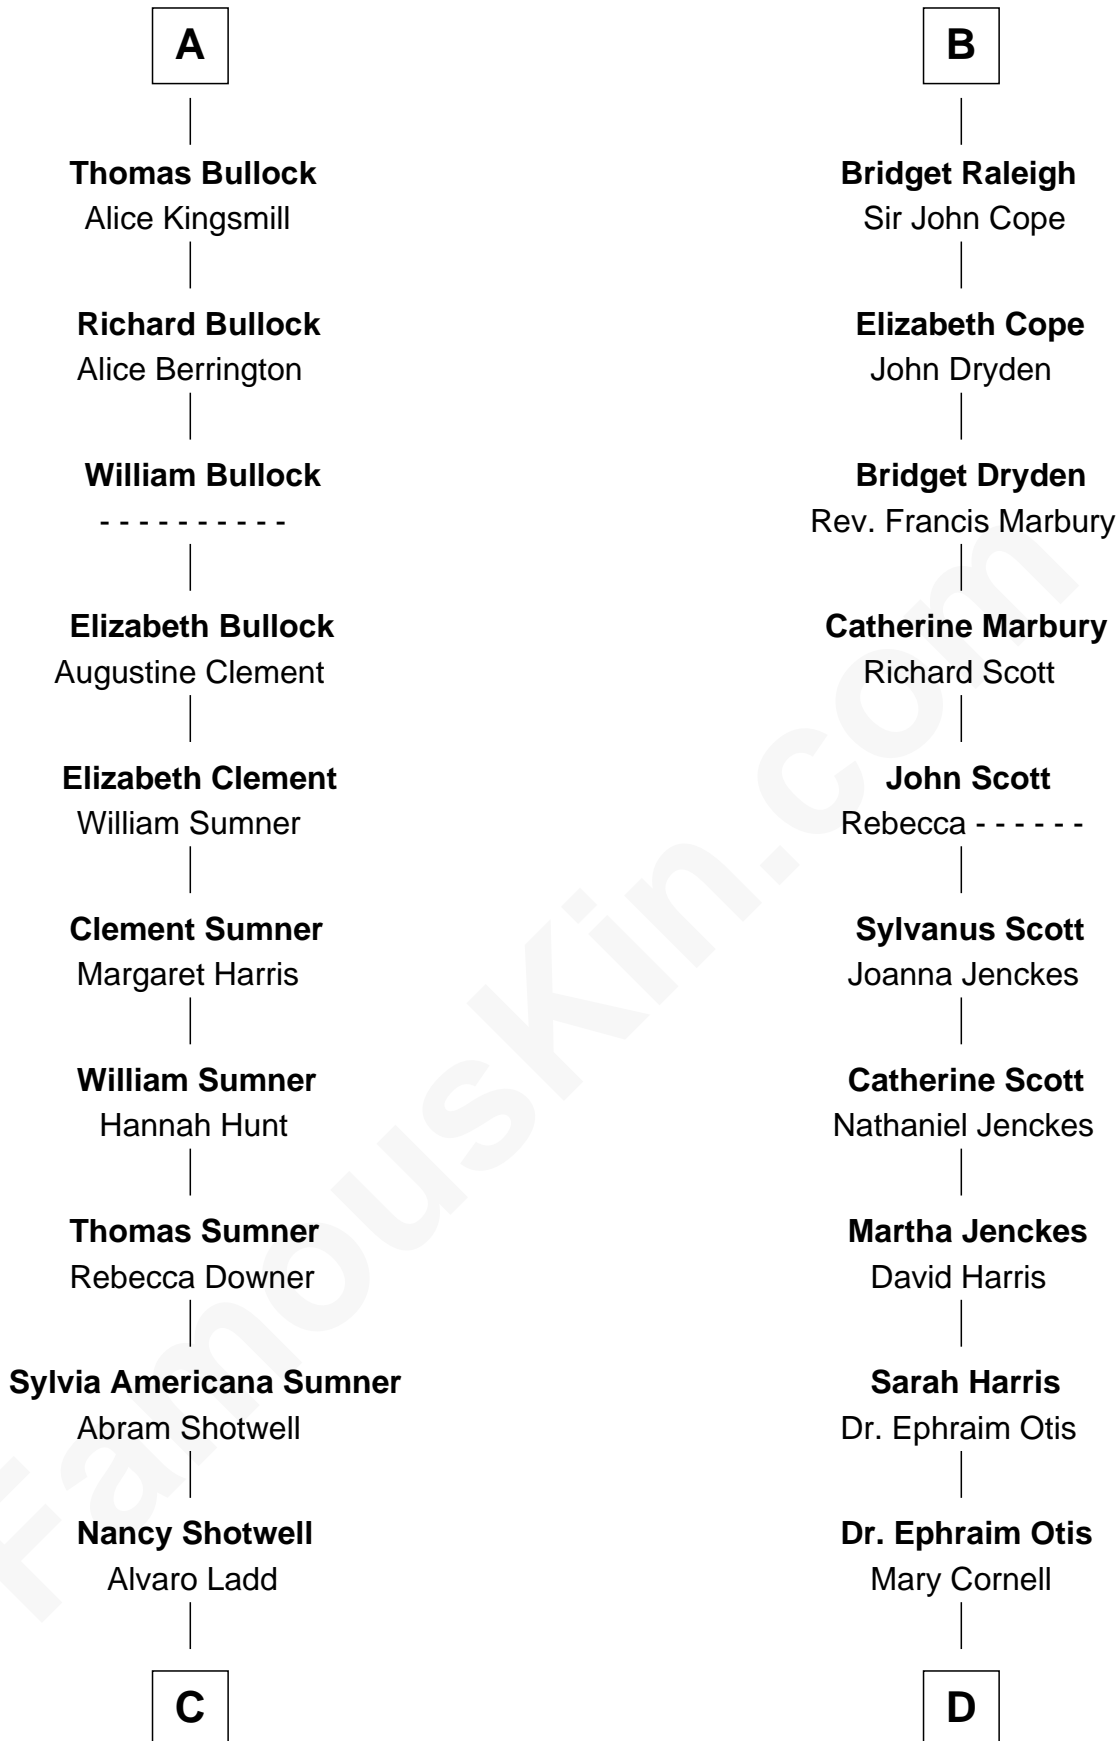 A
Thomas Bullock
Alice Kingsmill
Richard Bullock
Alice Berrington
William Bullock
- - - - - - - - - -
Elizabeth Bullock
Augustine Clement
Elizabeth Clement
William Sumner
Clement Sumner
Margaret Harris
William Sumner
Hannah Hunt
Thomas Sumner
Rebecca Downer
Sylvia Americana Sumner
Abram Shotwell
Nancy Shotwell
Alvaro Ladd
C
B
Bridget Raleigh
Sir John Cope
Elizabeth Cope
John Dryden
Bridget Dryden
Rev. Francis Marbury
Catherine Marbury
Richard Scott
John Scott
Rebecca - - - - - -
Sylvanus Scott
Joanna Jenckes
Catherine Scott
Nathaniel Jenckes
Martha Jenckes
David Harris
Sarah Harris
Dr. Ephraim Otis
Dr. Ephraim Otis
Mary Cornell
D
FamousKin.com